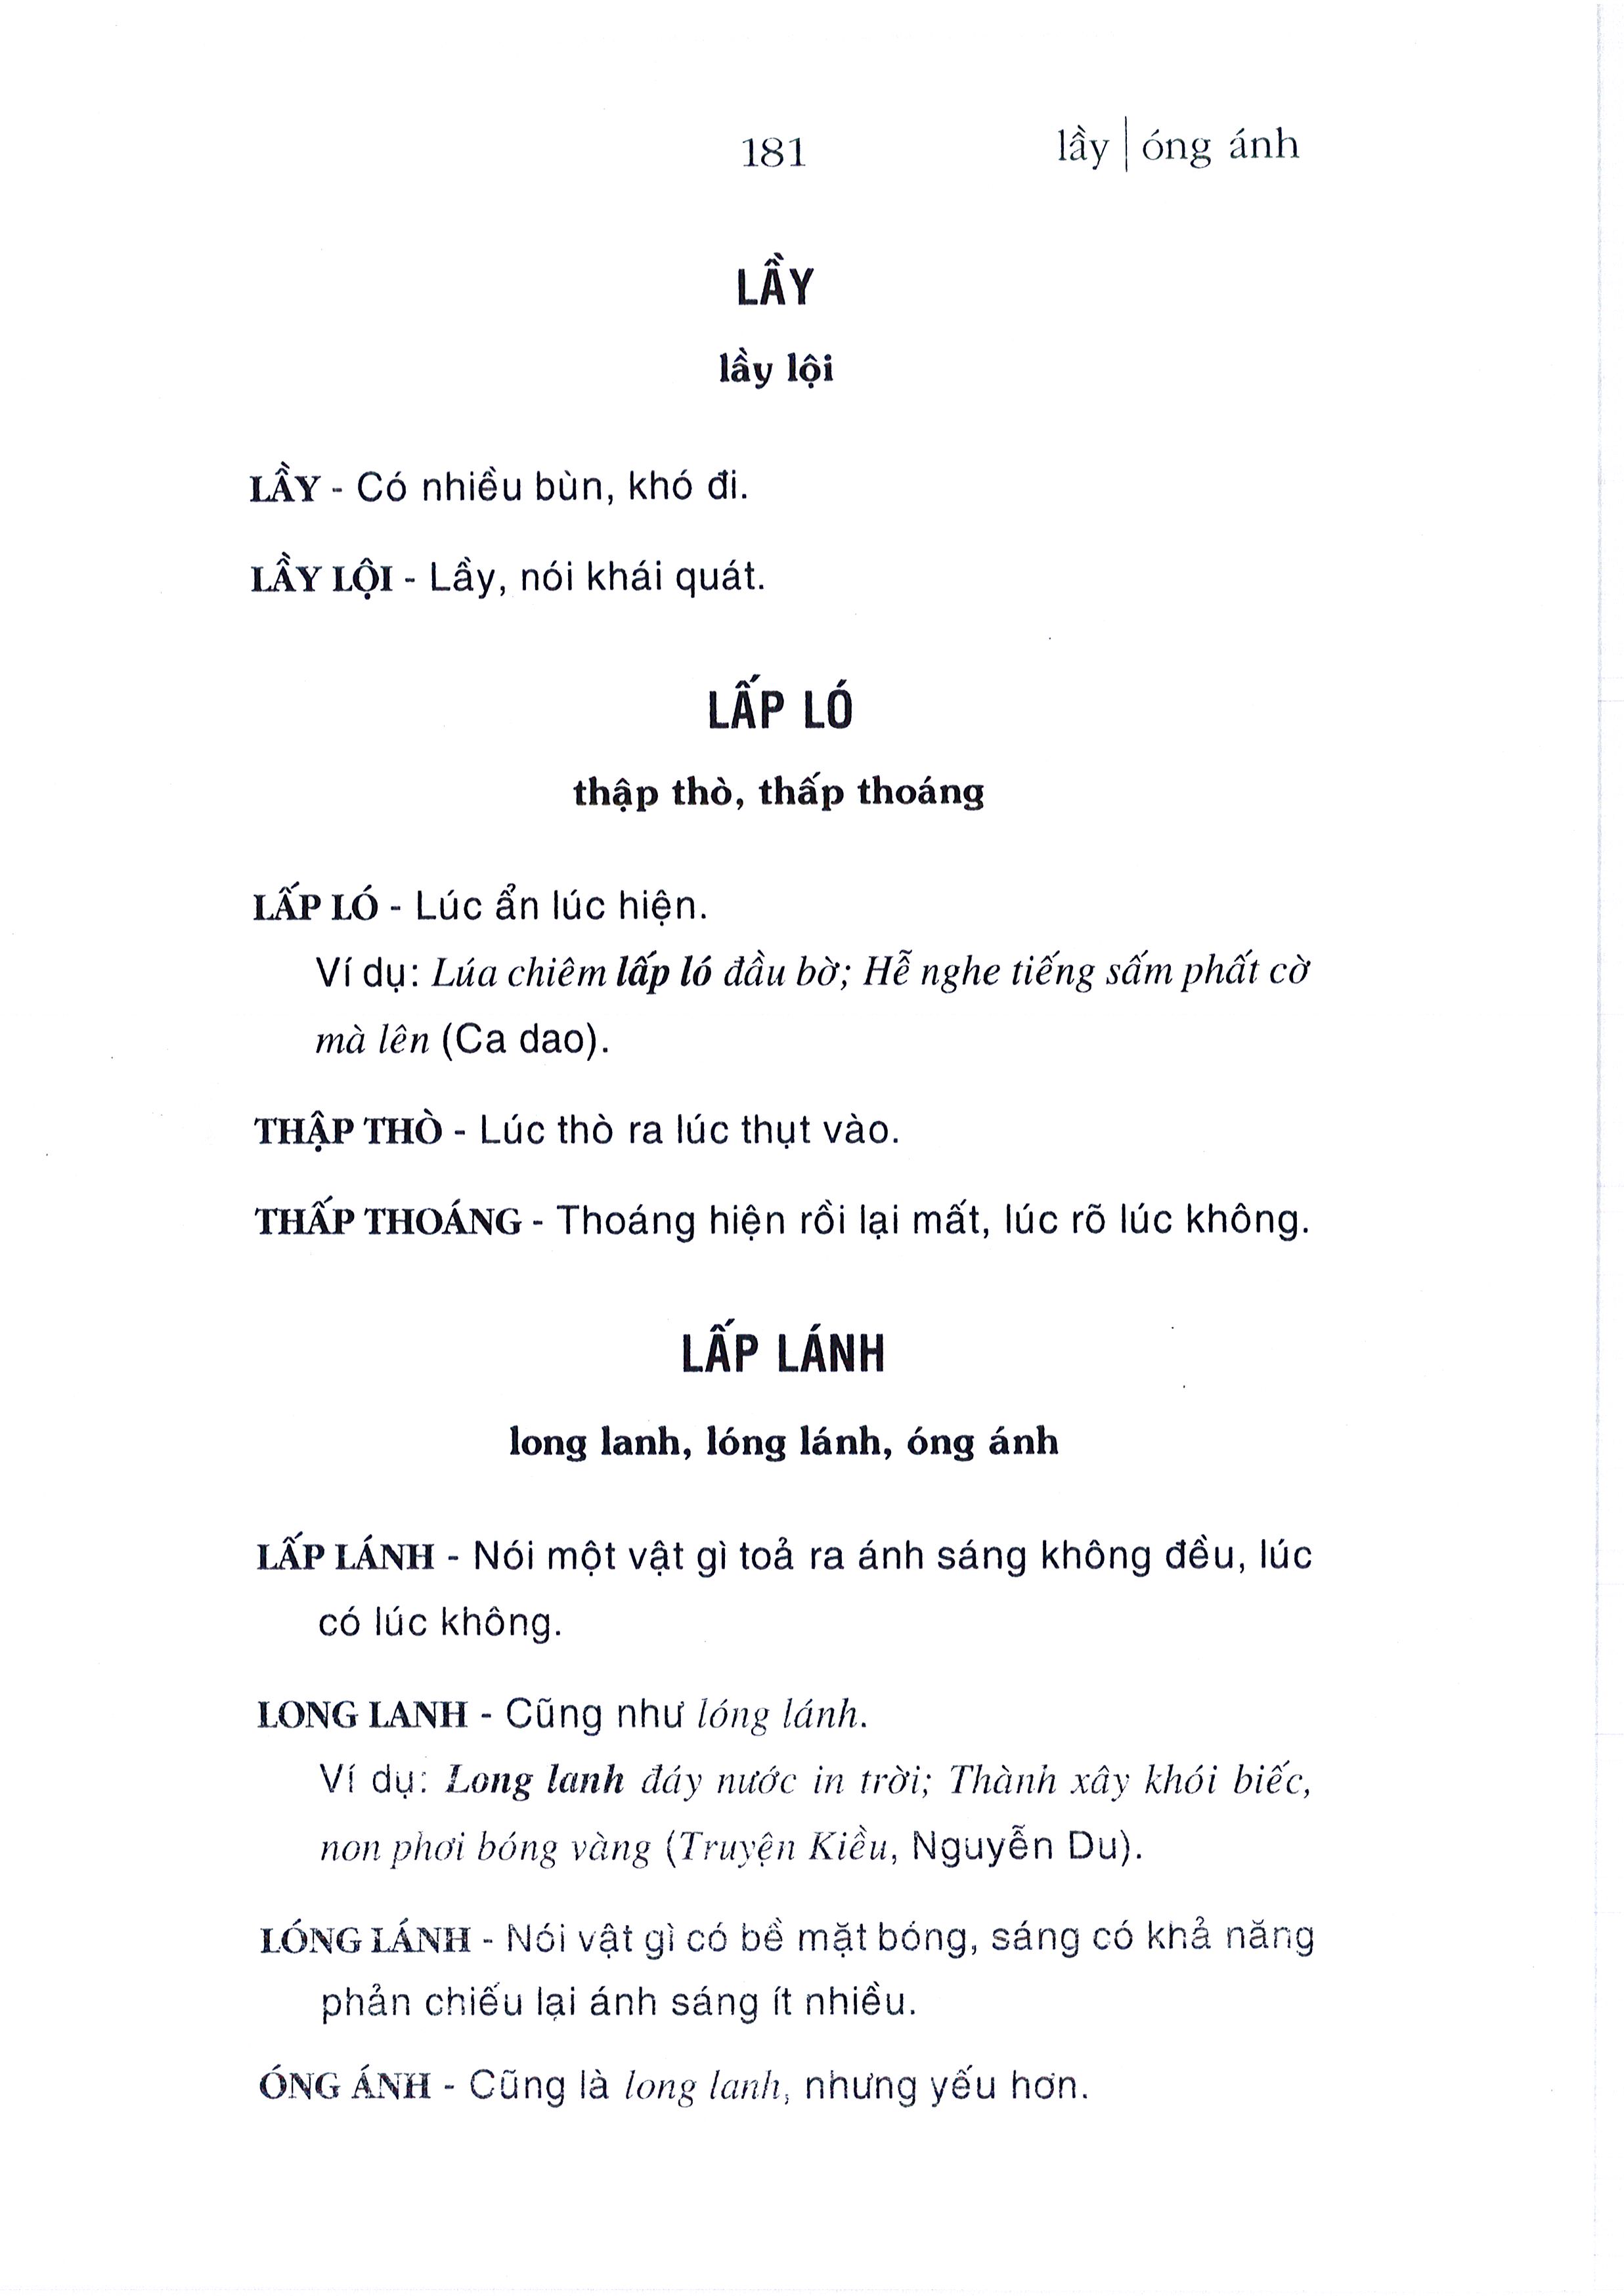 181
lầy | óng ánh
LẦY
lầy lội
LẦY - Có nhiều bùn, khó đi.
LẦY LỘI - Lầy, nói khái quát.
LẤP LÓ
thập thò, thấp thoáng
LẤP LÓ - Lúc ẩn lúc hiện.
Ví dụ: Lúa chiêm lấp ló đầu bờ; Hễ nghe tiếng sấm phất cờ
mà lên (Ca dao).
THẬP THÒ - Lúc thò ra lúc thụt vào.
THẤP THOÁNG - Thoáng hiện rồi lại mất, lúc rõ lúc không.
LẤP LÁNH
long lanh, lóng lánh, óng ánh
LẤP LÁNH - Nói một vật gì toả ra ánh sáng không đều, lúc
có lúc không.
LONG LANH - Cũng như lóng lánh.
Ví dụ: Long lanh đáy nước in trời; Thành xây khói biếc,
non phơi bóng vàng (Truyện Kiều, Nguyễn Du).
LÓNG LÁNH - Nói vật gì có bề mặt bóng, sáng có khả năng
phản chiếu lại ánh sáng ít nhiều.
ÓNG ÁNH - Cũng là long lanh, nhưng yếu hơn.